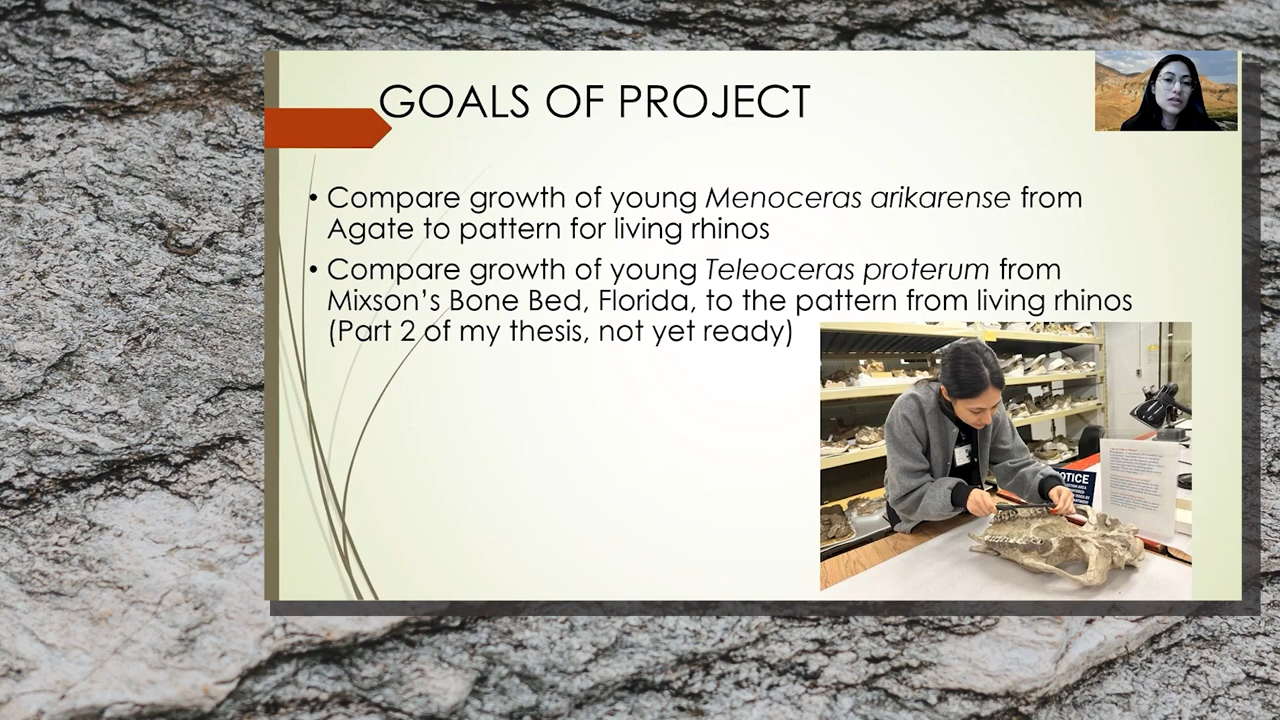 GOALS OF PROJECT
• Compare growth of young Menoceras arikarense from
Agate to pattern for living rhinos
• Compare growth of young Teleoceras proterum from
Mixson’s Bone Bed, Florida, to the pattern from living rhinos
(Part 2 of my thesis, not yet ready)
OTICE